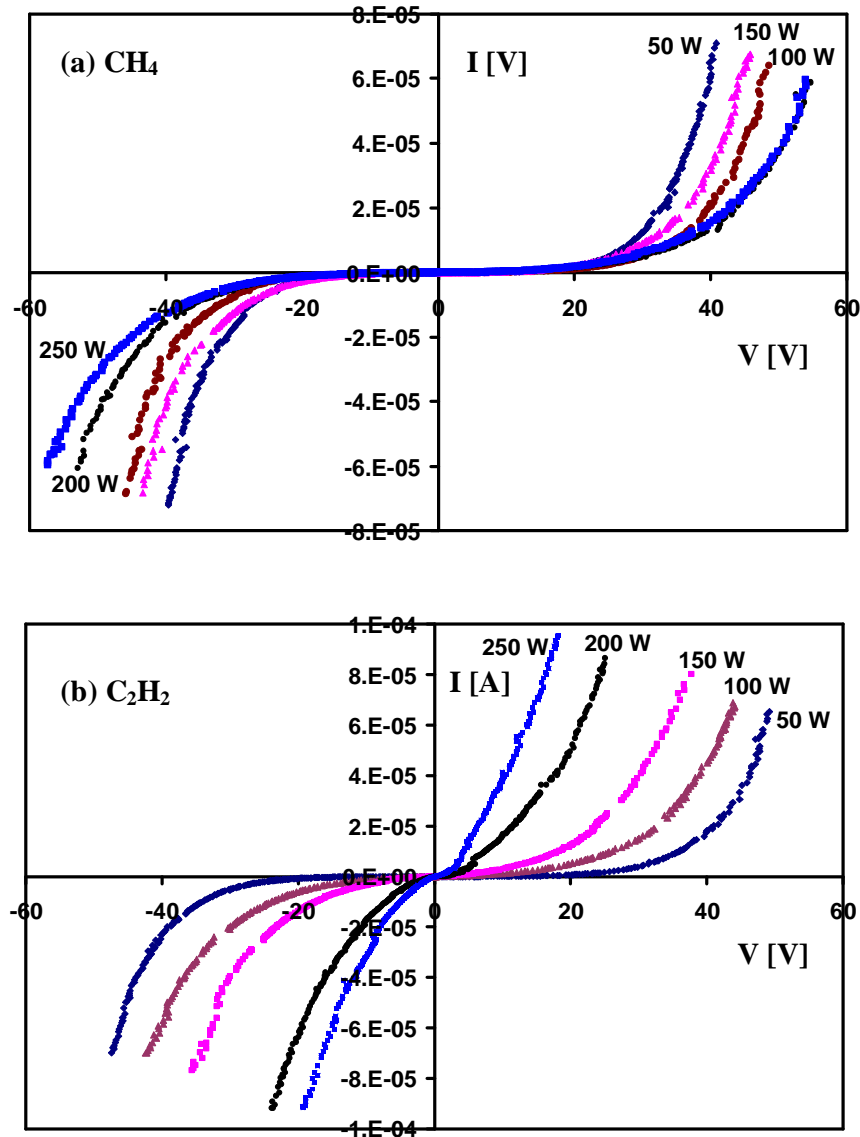 8.E-05
(a) CH₄
I [V]
50 W
150 W
100 W
6.E-05
4.E-05
2.E-05
0.E+00
-60
-40
-20
0
20
40
60
-2.E-05
250 W
V [V]
-4.E-05
-6.E-05
200 W
-8.E-05
1.E-04
(b) C₂H₂
I [A]
250 W
200 W
150 W
100 W
50 W
8.E-05
6.E-05
4.E-05
2.E-05
0.E+00
-60
-40
-20
0
20
40
60
-2.E-05
V [V]
-4.E-05
-6.E-05
-8.E-05
-1.E-04